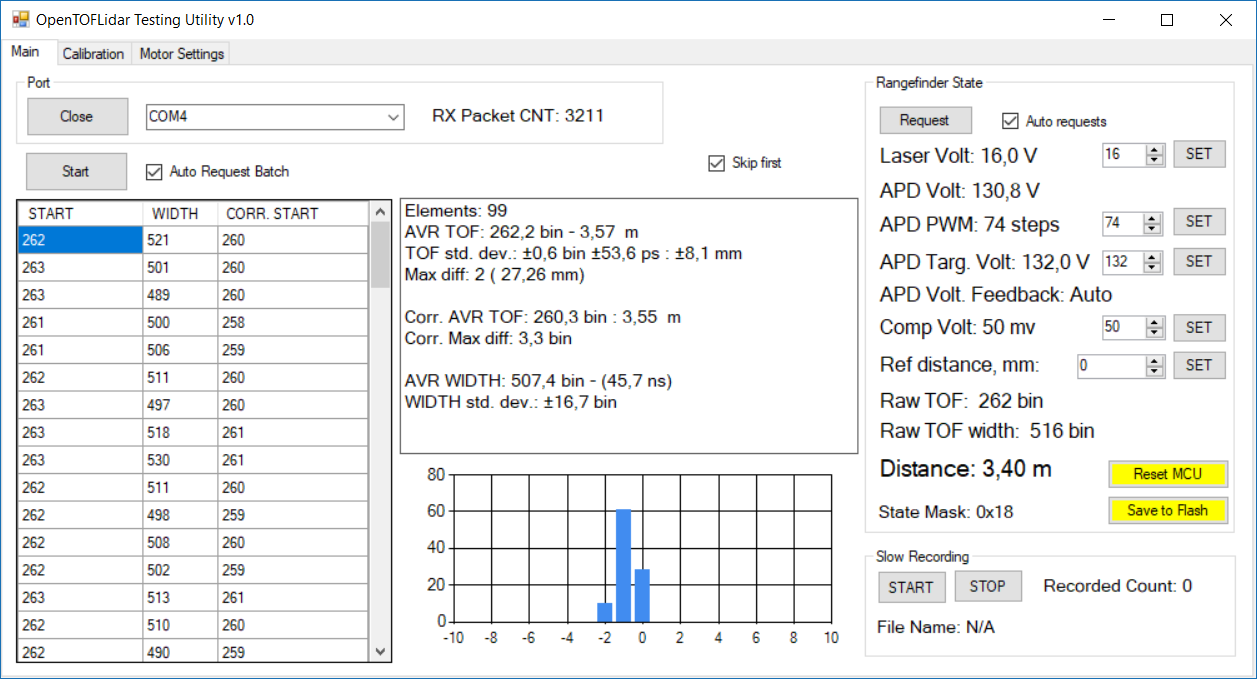 OpenTOFLidar Testing Utility v1.0
Main Calibration Motor Settings
Port
Close COM4 RX Packet CNT: 3211
Start Auto Request Batch Skip first
START WIDTH CORR. START
262 521 260
263 501 260
263 489 260
261 500 258
261 506 259
262 511 260
263 497 260
263 518 261
263 530 261
262 511 260
262 498 259
262 508 260
262 502 259
263 513 261
262 510 260
262 490 259
Elements: 99
AVR TOF: 262,2 bin - 3,57 m
TOF std. dev.: ±0,6 bin ±53,6 ps : ±8,1 mm
Max diff: 2 ( 27,26 mm)
Corr. AVR TOF: 260,3 bin : 3,55 m
Corr. Max diff: 3,3 bin
AVR WIDTH: 507,4 bin - (45,7 ns)
WIDTH std. dev.: ±16,7 bin
80
60
40
20
0
-10 -8 -6 -4 -2 0 2 4 6 8 10
Rangefinder State
Request Auto requests
Laser Volt: 16,0 V 16 SET
APD Volt: 130,8 V
APD PWM: 74 steps 74 SET
APD Targ. Volt: 132,0 V 132 SET
APD Volt. Feedback: Auto
Comp Volt: 50 mv 50 SET
Ref distance, mm: 0 SET
Raw TOF: 262 bin
Raw TOF width: 516 bin
Distance: 3,40 m Reset MCU
State Mask: 0x18 Save to Flash
Slow Recording
START STOP Recorded Count: 0
File Name: N/A